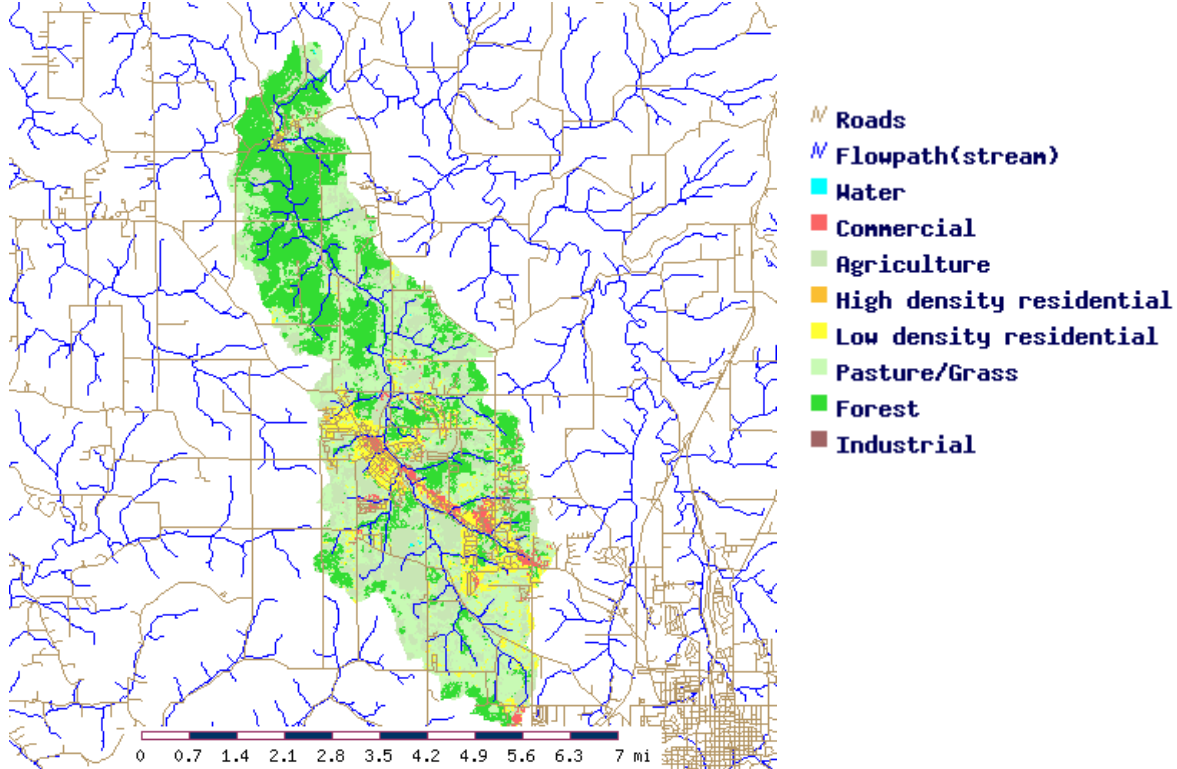 Roads
Flowpath(stream)
Water
Commercial
Agriculture
High density residential
Low density residential
Pasture/Grass
Forest
Industrial
0 0.7 1.4 2.1 2.8 3.5 4.2 4.9 5.6 6.3 7 mi